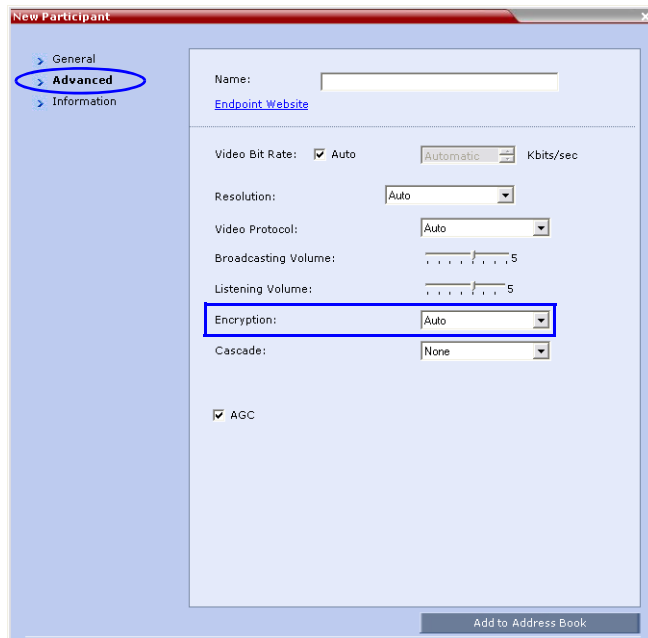 New Participant
General
Advanced
Information
Name:
Endpoint Website
Video Bit Rate: Auto Automatic Kbits/sec
Resolution: Auto
Video Protocol: Auto
Broadcasting Volume: 5
Listening Volume: 5
Encryption: Auto
Cascade: None
AGC
Add to Address Book